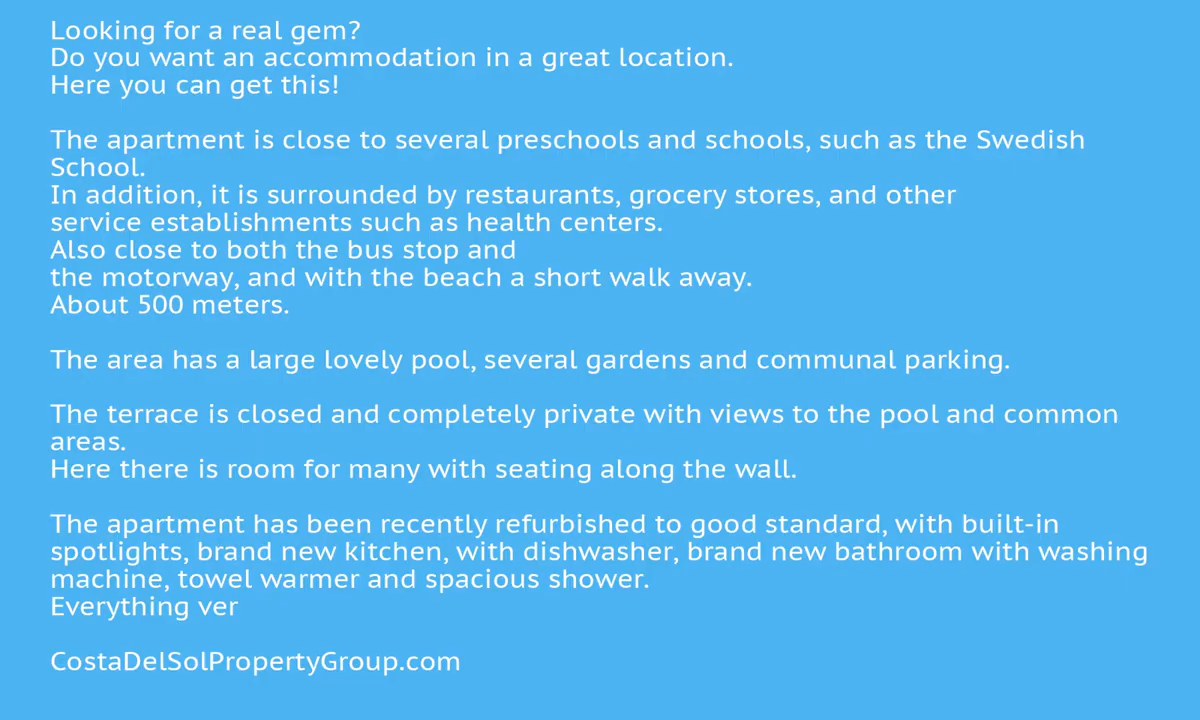 Looking for a real gem?
Do you want an accommodation in a great location.
Here you can get this!
The apartment is close to several preschools and schools, such as the Swedish
School.
In addition, it is surrounded by restaurants, grocery stores, and other
service establishments such as health centers.
Also close to both the bus stop and
the motorway, and with the beach a short walk away.
About 500 meters.
The area has a large lovely pool, several gardens and communal parking.
The terrace is closed and completely private with views to the pool and common
areas.
Here there is room for many with seating along the wall.
The apartment has been recently refurbished to good standard, with built-in
spotlights, brand new kitchen, with dishwasher, brand new bathroom with washing
machine, towel warmer and spacious shower.
Everything ver
CostaDelSolPropertyGroup.com